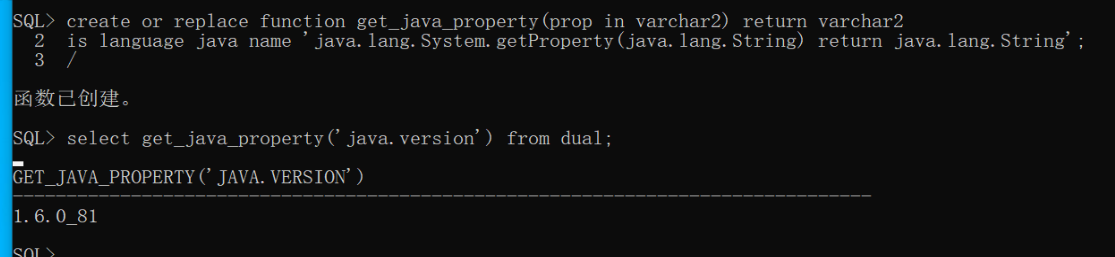 SQL> create or replace function get_java_property(prop in varchar2) return varchar2
2 is language java name 'java.lang.System.getProperty(java.lang.String) return java.lang.String';
3 /
函数已创建。
SQL> select get_java_property('java.version') from dual;
GET_JAVA_PROPERTY('JAVA.VERSION')
--------------------------------------------------------------------------------
1.6.0_81
SQL>